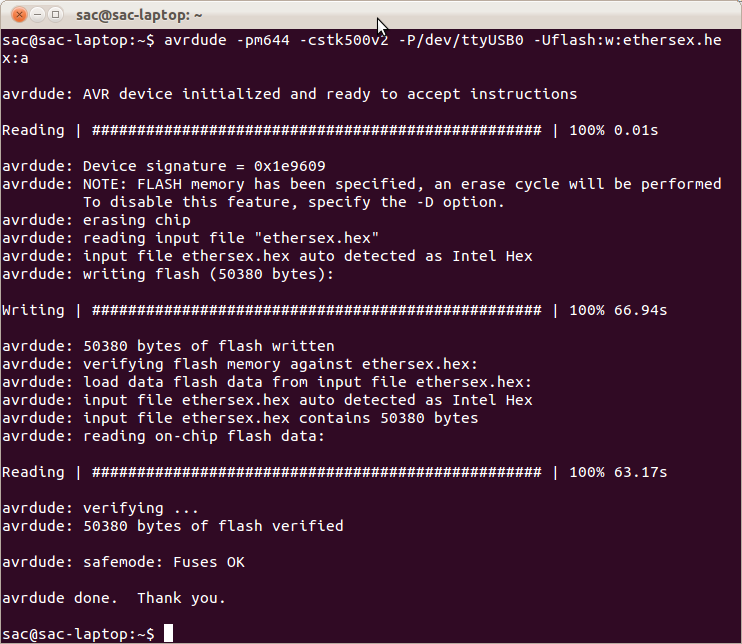 sac@sac-laptop: ~
sac@sac-laptop:~$ avrdude -pm644 -cstk500v2 -P/dev/ttyUSB0 -Uflash:w:ethersex.he
x:a
avrdude: AVR device initialized and ready to accept instructions
Reading | ################################################## | 100% 0.01s
avrdude: Device signature = 0x1e9609
avrdude: NOTE: FLASH memory has been specified, an erase cycle will be performed
         To disable this feature, specify the -D option.
avrdude: erasing chip
avrdude: reading input file "ethersex.hex"
avrdude: input file ethersex.hex auto detected as Intel Hex
avrdude: writing flash (50380 bytes):
Writing | ################################################## | 100% 66.94s
avrdude: 50380 bytes of flash written
avrdude: verifying flash memory against ethersex.hex:
avrdude: load data flash data from input file ethersex.hex:
avrdude: input file ethersex.hex auto detected as Intel Hex
avrdude: input file ethersex.hex contains 50380 bytes
avrdude: reading on-chip flash data:
Reading | ################################################## | 100% 63.17s
avrdude: verifying ...
avrdude: 50380 bytes of flash verified
avrdude: safemode: Fuses OK
avrdude done.  Thank you.
sac@sac-laptop:~$